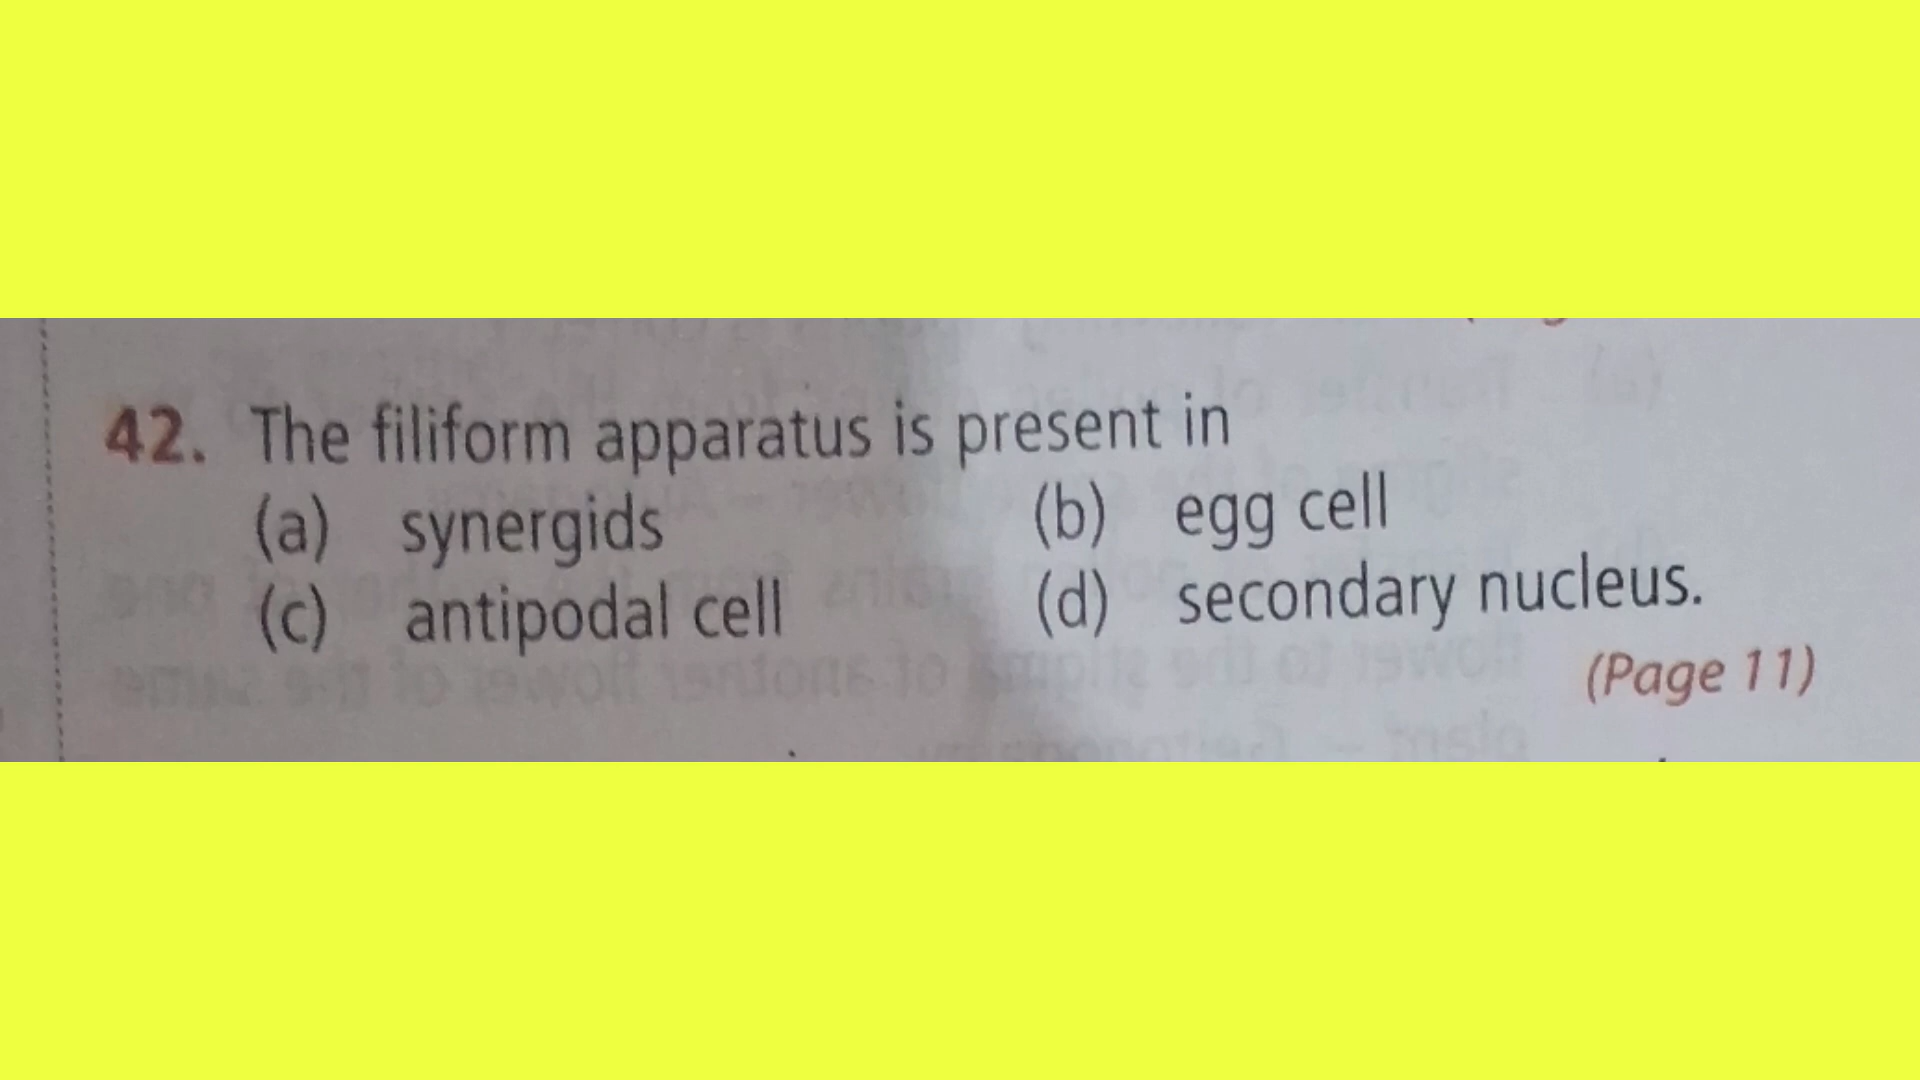 42. The filiform apparatus is present in
(a) synergids (b) egg cell
(c) antipodal cell (d) secondary nucleus.
(Page 11)